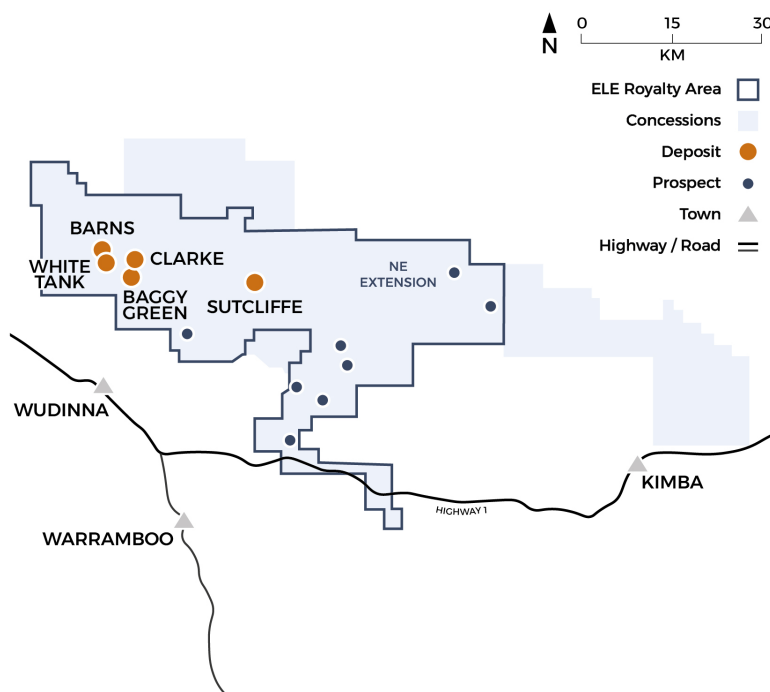 0 15 30
KM
N
ELE Royalty Area
Concessions
Deposit
Prospect
Town
Highway / Road
BARNS
WHITE
TANK
CLARKE
BAGGY
GREEN
SUTCLIFFE
NE
EXTENSION
WUDINNA
KIMBA
HIGHWAY 1
WARRAMBOO